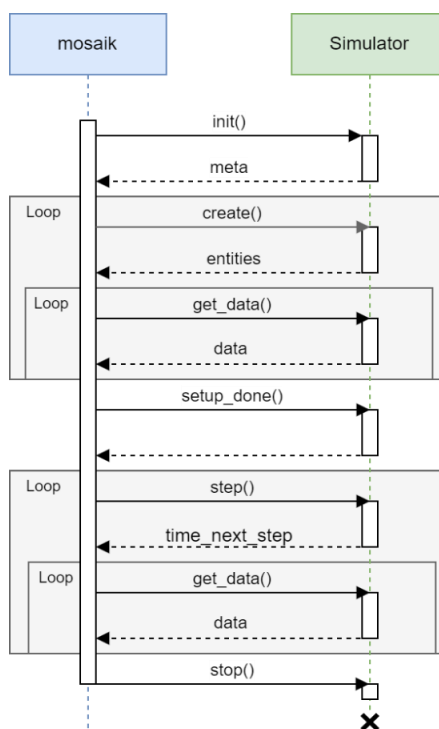 mosaik
Simulator
init()
meta
Loop
create()
entities
Loop
get_data()
data
setup_done()
Loop
step()
time_next_step
Loop
get_data()
data
stop()